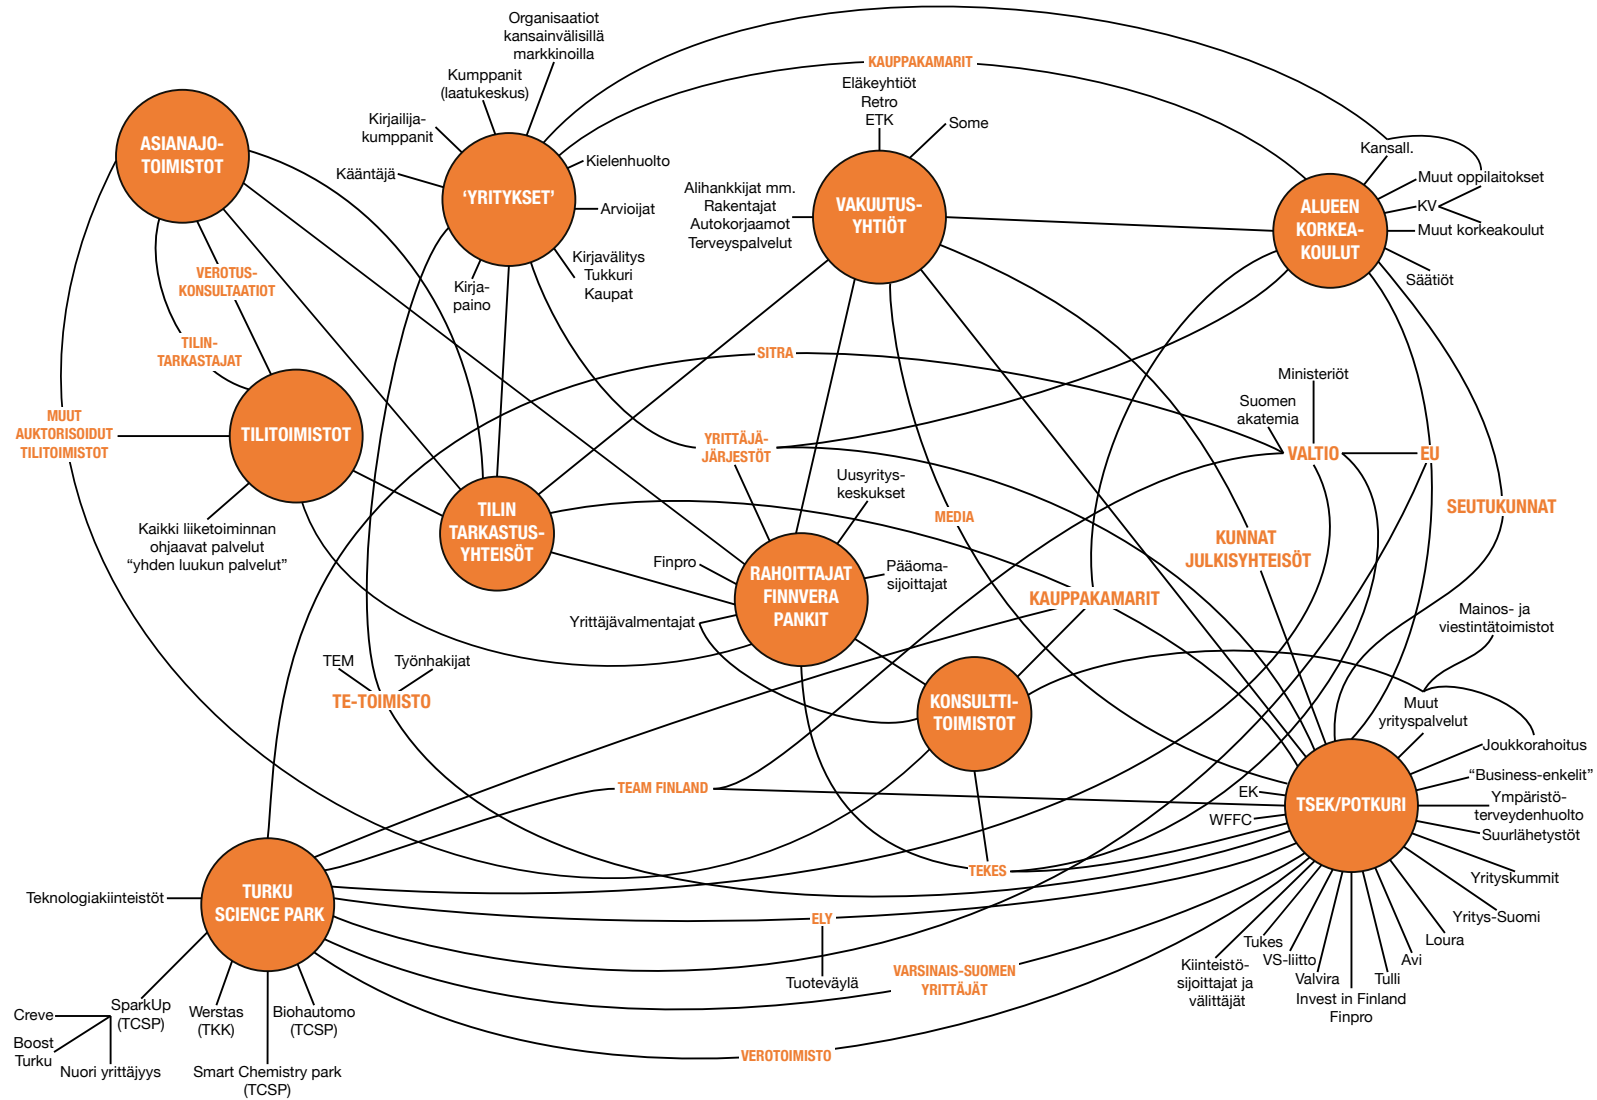 Organisaatiot
kansainvälisillä
markkinoilla
Kumppanit
(laatukeskus)
Kirjailija-
kumppanit
Kääntäjä
'YRITYKSET'
Kielenhuolto
Arvioijat
Kirjavälitys
Tukkuri
Kaupat
Kirja-
paino
ASIANAJO-
TOIMISTOT
KAUPPAKAMARIT
Eläkeyhtiöt
Retro
ETK
Some
Alihankkijat mm.
Rakentajat
Autokorjaamot
Terveyspalvelut
VAKUUTUS-
YHTIÖT
Kansall.
Muut oppilaitokset
KV
Muut korkeakoulut
Säätiöt
ALUEEN
KORKEA-
KOULUT
VEROTUS-
KONSULTAATIOT
TILIN-
TARKASTAJAT
MUUT
AUKTORISOIDUT
TILITOIMISTOT
TILITOIMISTOT
Kaikki liiketoiminnan
ohjaavat palvelut
“yhden luukun palvelut”
SITRA
Ministeriöt
Suomen
akatemia
VALTIO
EU
YRITTÄJÄ-
JÄRJESTÖT
Uusyritys-
keskukset
TILIN
TARKASTUS-
YHTEISÖT
MEDIA
SEUTUKUNNAT
KUNNAT
JULKISYHTEISÖT
Finpro
RAHOITTAJAT
FINNVERA
PANKIT
Pääoma-
sijoittajat
KAUPPAKAMARIT
Yrittäjävalmentajat
Mainos- ja
viestintätoimistot
TEM
Työnhakijat
TE-TOIMISTO
KONSULTTI-
TOIMISTOT
Muut
yrityspalvelut
Joukkorahoitus
“Business-enkelit”
Ympäristö-
terveydenhuolto
Suurlähetystöt
TEAM FINLAND
EK
WFFC
TSEK/POTKURI
TEKES
Yrityskummit
Yritys-Suomi
Loura
Avi
Tulli
Invest in Finland
Finpro
Valvira
VS-liitto
Tukes
Kiinteistö-
sijoittajat ja
välittäjät
Teknologiakiinteistöt
TURKU
SCIENCE PARK
ELY
Tuoteväylä
VARSINAIS-SUOMEN
YRITTÄJÄT
VEROTOIMISTO
SparkUp
(TCSP)
Creve
Boost
Turku
Nuori yrittäjyys
Werstas
(TKK)
Biohautomo
(TCSP)
Smart Chemistry park
(TCSP)